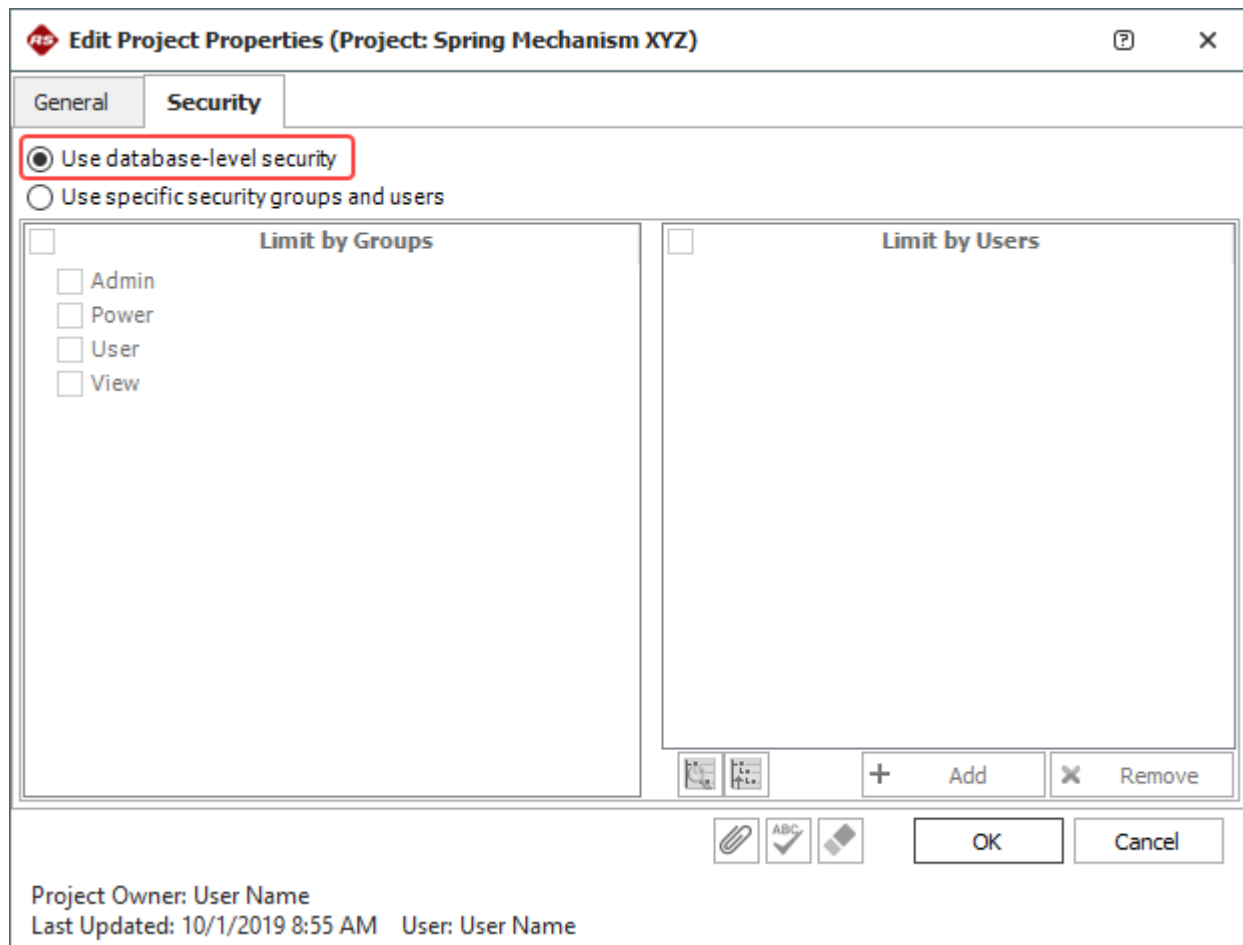 RS Edit Project Properties (Project: Spring Mechanism XYZ) ?
General Security
Use database-level security
Use specific security groups and users
Limit by Groups Limit by Users
Admin
Power
User
View
+ Add Remove
ABC OK Cancel
Project Owner: User Name
Last Updated: 10/1/2019 8:55 AM User: User Name